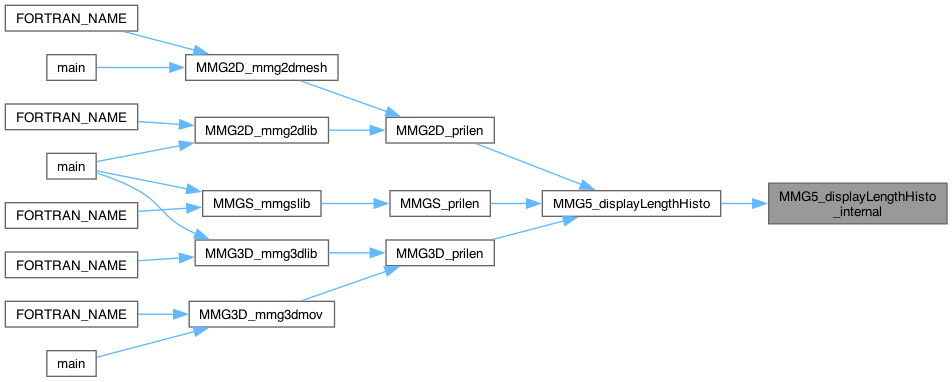 FORTRAN_NAME
main
MMG2D_mmg2dmesh
FORTRAN_NAME
MMG2D_mmg2dlib
MMG2D_prilen
main
MMG5_displayLengthHisto
_internal
MMGS_mmgslib
MMGS_prilen
MMG5_displayLengthHisto
FORTRAN_NAME
MMG3D_mmg3dlib
MMG3D_prilen
FORTRAN_NAME
FORTRAN_NAME
MMG3D_mmg3dmov
main